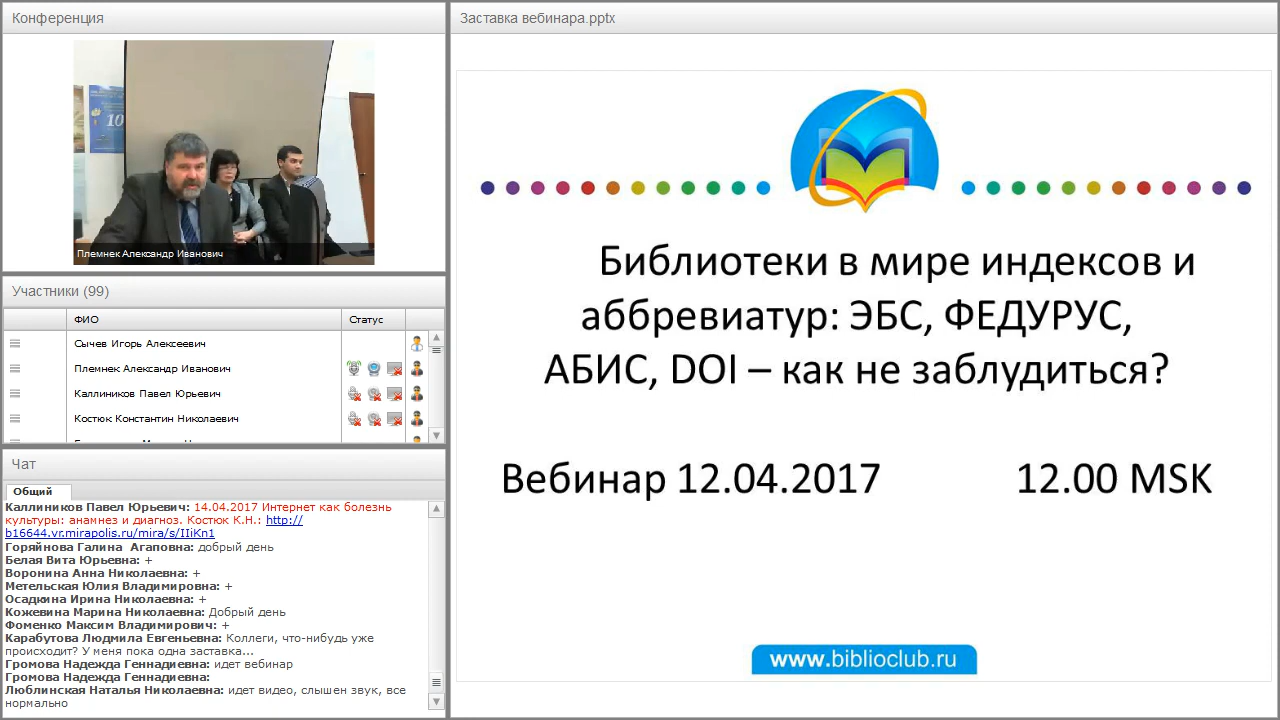 Конференция
10
Племнек Александр Иванович
Участники (99)
ФИО
Статус
Сычев Игорь Алексеевич
Племнек Александр Иванович
Каллиников Павел Юрьевич
Костюк Константин Николаевич
Чат
Общий
Каллиников Павел Юрьевич: 14.04.2017 Интернет как болезнь
культуры: анамнез и диагноз. Костюк К.Н.: http://
b16644.vr.mirapolis.ru/mira/s/IIiKn1
Горяйнова Галина Агаповна: добрый день
Белая Вита Юрьевна: +
Воронина Анна Николаевна: +
Метельская Юлия Владимировна: +
Осадкина Ирина Николаевна: +
Кожевина Марина Николаевна: Добрый день
Фоменко Максим Владимирович: +
Карабутова Людмила Евгеньевна: Коллеги, что-нибудь уже
происходит? У меня пока одна заставка...
Громова Надежда Геннадиевна: идет вебинар
Громова Надежда Геннадиевна:
Люблинская Наталья Николаевна: идет видео, слышен звук, все
нормально
Заставка вебинара.pptx
Библиотеки в мире индексов и
аббревиатур: ЭБС, ФЕДУРУС,
АБИС, DOI – как не заблудиться?
Вебинар 12.04.2017 12.00 MSK
www.biblioclub.ru